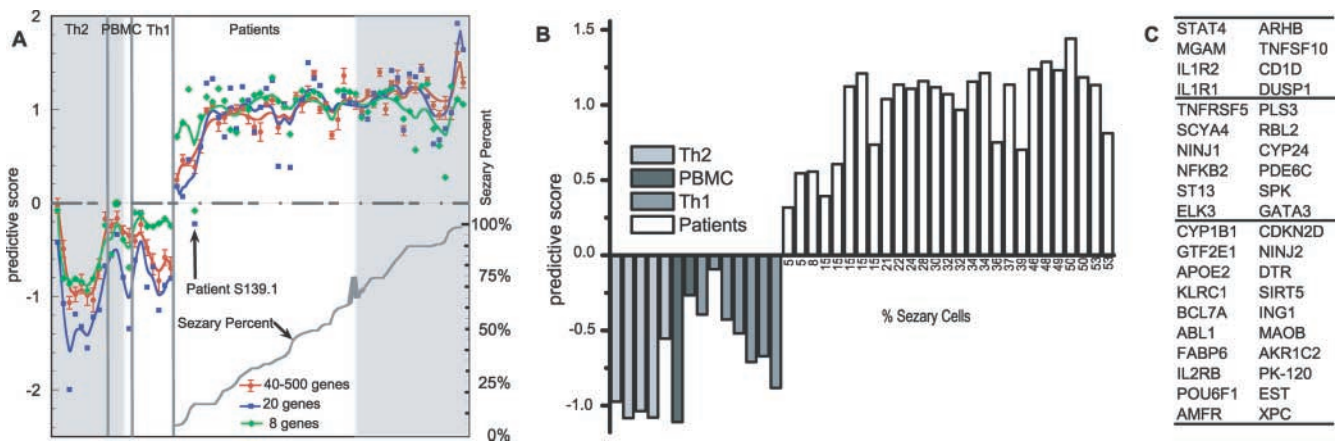 A
Th2 PBMC Th1 Patients
predictive score
2
1
0
-1
-2
Patient S139.1
Sezary Percent
40-500 genes
20 genes
8 genes
Sezary Percent
100%
75%
50%
25%
0%
B
predictive score
1.5
1.0
0.5
0.0
-0.5
-1.0
Th2
PBMC
Th1
Patients
5 5 8 15 15 15 15 15 21 22 24 28 30 32 32 34 34 36 37 39 46 48 49 50 50 53 53
% Sezary Cells
C
STAT4 ARHB
MGAM TNFSF10
IL1R2 CD1D
IL1R1 DUSP1
TNFRSF5 PLS3
SCYA4 RBL2
NINJ1 CYP24
NFKB2 PDE6C
ST13 SPK
ELK3 GATA3
CYP1B1 CDKN2D
GTF2E1 NINJ2
APOE2 DTR
KLRC1 SIRT5
BCL7A ING1
ABL1 MAOB
FABP6 AKR1C2
IL2RB PK-120
POU6F1 EST
AMFR XPC